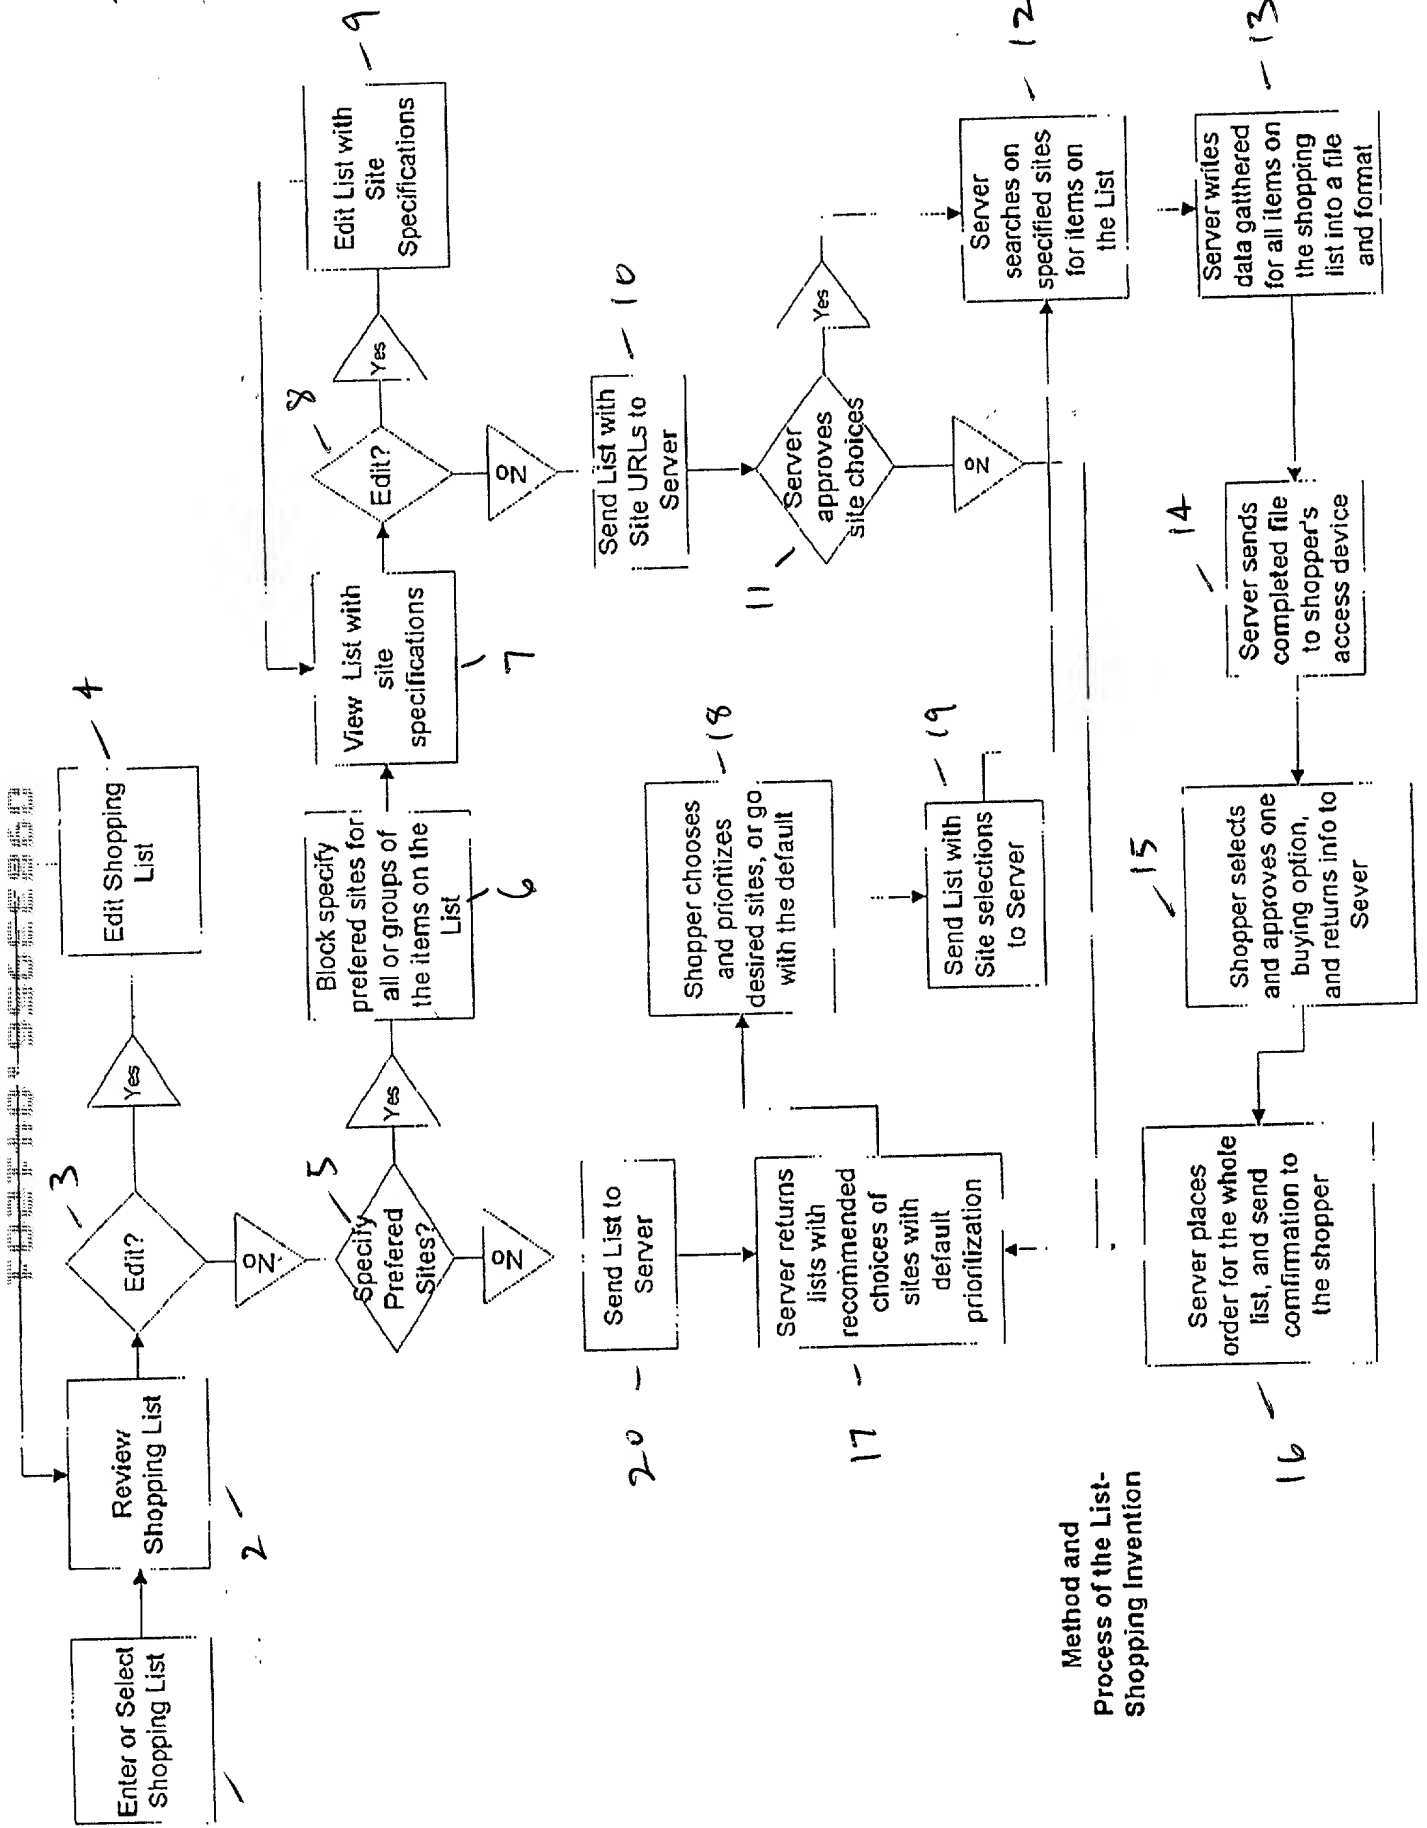 Enter or Select
Shopping List
Review
Shopping List
2
Edit?
3
Yes
Edit Shopping
List
4
No
Specify
Prefered
Sites?
5
Yes
Block specify
preferred sites for
all or groups of
the items on the
List
6
View List with
site
specifications
7
Edit?
8
Yes
Edit List with
Site
Specifications
9
No
Send List to
Server
20
No
Send List with
Site URLs to
Server
10
Server returns
lists with
recommended
choices of
sites with
default
prioritization
17
Shopper chooses
and prioritizes
desired sites, or go
with the default
18
Send List with
Site selections
to Server
19
Server
approves
site choices
11
Yes
No
Server
searches on
specified sites
for items on
the List
12
Server writes
data gatthered
for all items on
the shopping
list into a file
and format
13
Server sends
completed file
to shopper's
access device
14
Shopper selects
and approves one
buying option,
and returns info to
Sever
15
Server places
order for the whole
list, and send
comfirmation to
the shopper
16
Method and
Process of the List-
Shopping Invention